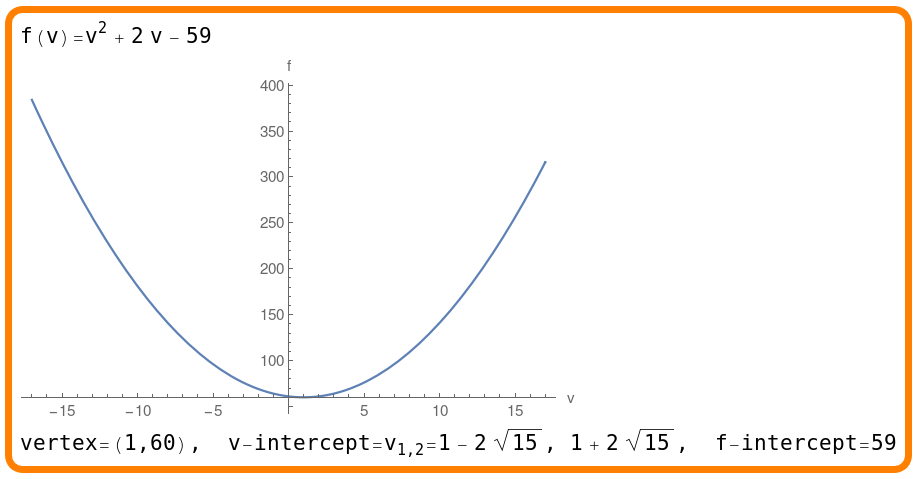 f(v)=v² + 2 v − 59
f
400
350
300
250
200
150
100
−15 −10 −5 5 10 15 v
vertex=(1,60), v−intercept=v₁,₂=1 − 2 √15, 1 + 2 √15, f−intercept=59